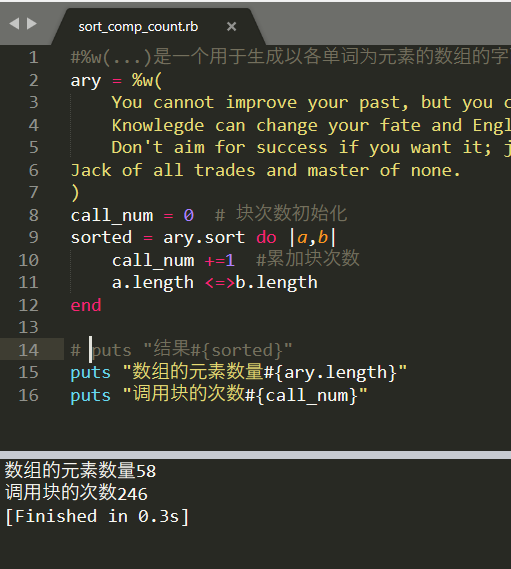 sort_comp_count.rb ×
1 #%w(...)是一个用于生成以各单词为元素的数组的字
2 ary = %w(
3 You cannot improve your past, but you c
4 Knowlegde can change your fate and Engl
5 Don't aim for success if you want it; j
6 Jack of all trades and master of none.
7 )
8 call_num = 0 # 块次数初始化
9 sorted = ary.sort do |a,b|
10 call_num +=1 #累加块次数
11 a.length <=>b.length
12 end
13
14 # puts "结果#{sorted}"
15 puts "数组的元素数量#{ary.length}"
16 puts "调用块的次数#{call_num}"
数组的元素数量58
调用块的次数246
[Finished in 0.3s]